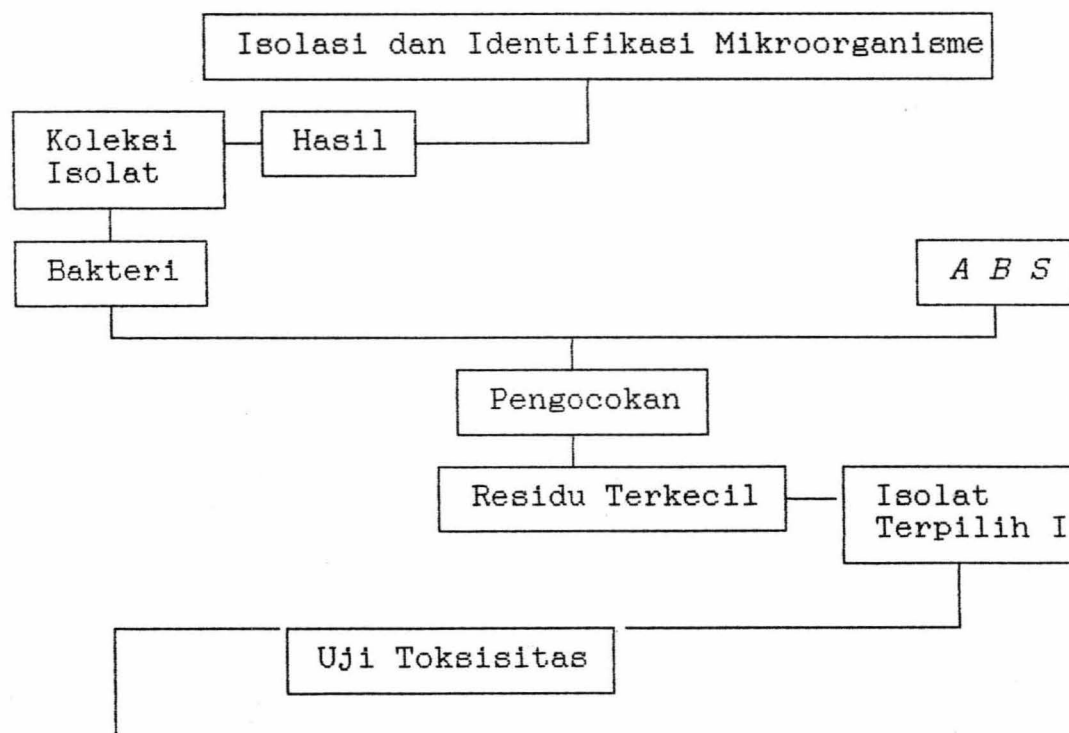 Isolasi dan Identifikasi Mikroorganisme
Koleksi
Isolat
Hasil
Bakteri
A B S
Pengocokan
Residu Terkecil
Isolat
Terpilih I
Uji Toksisitas